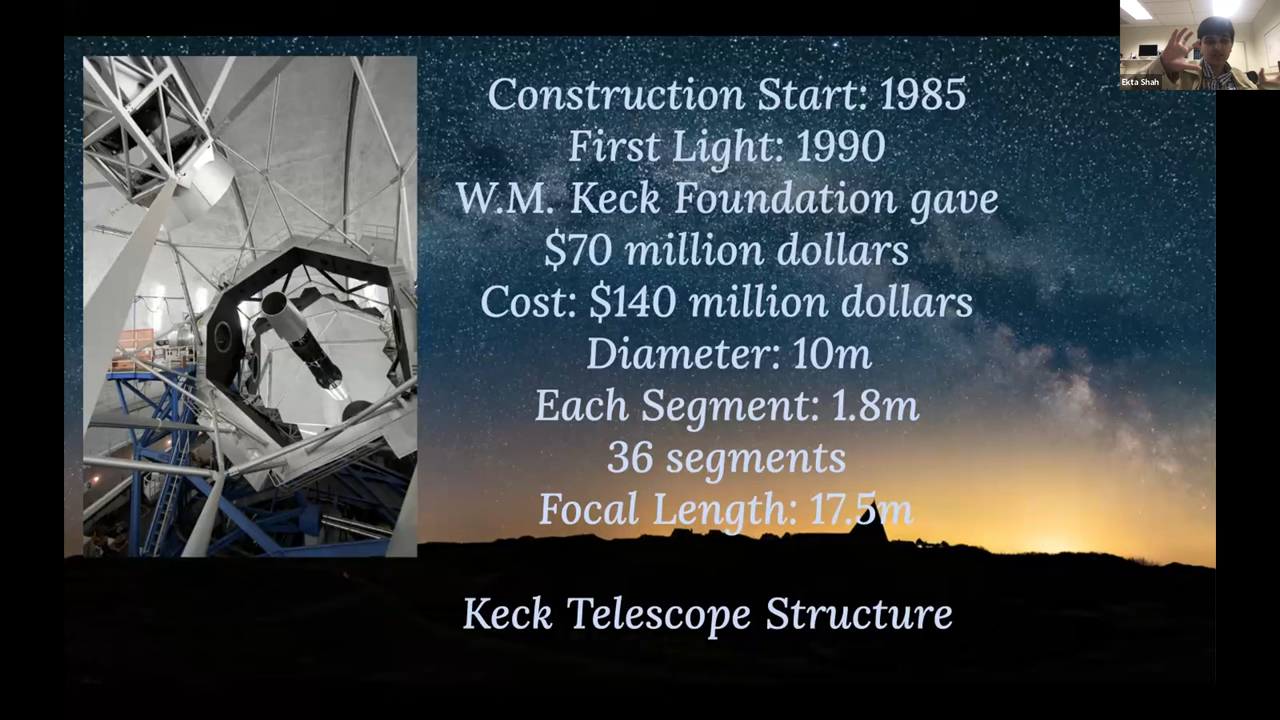 Construction Start: 1985
First Light: 1990
W.M. Keck Foundation gave
$70 million dollars
Cost: $140 million dollars
Diameter: 10m
Each Segment: 1.8m
36 segments
Focal Length: 17.5m
Keck Telescope Structure
Ekta Shah